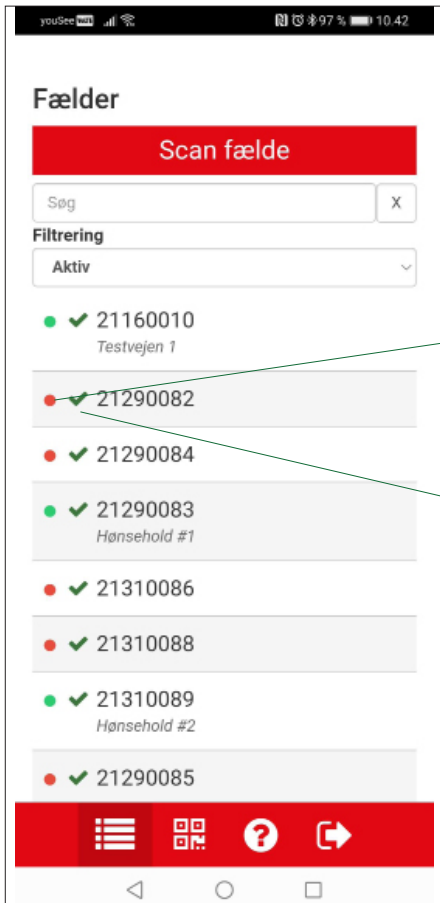 youSee WiFi 97 % 10.42
Fælder
Scan fælde
Søg X
Filtrering
Aktiv
21160010
Testvejen 1
21290082
21290084
21290083
Hønsehold #1
21310086
21310088
21310089
Hønsehold #2
21290085